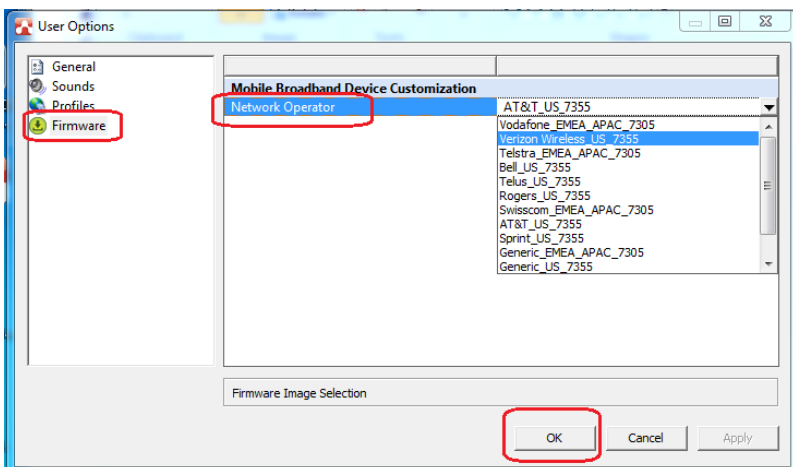 User Options
General
Sounds
Profiles
Firmware
Mobile Broadband Device Customization
Network Operator
AT&T_US_7355
Vodafone_EMEA_APAC_7305
Verizon Wireless_US_7355
Telstra_EMEA_APAC_7305
Bell_US_7355
Telus_US_7355
Rogers_US_7355
Swisscom_EMEA_APAC_7305
AT&T_US_7355
Sprint_US_7355
Generic_EMEA_APAC_7305
Generic_US_7355
Firmware Image Selection
OK
Cancel
Apply